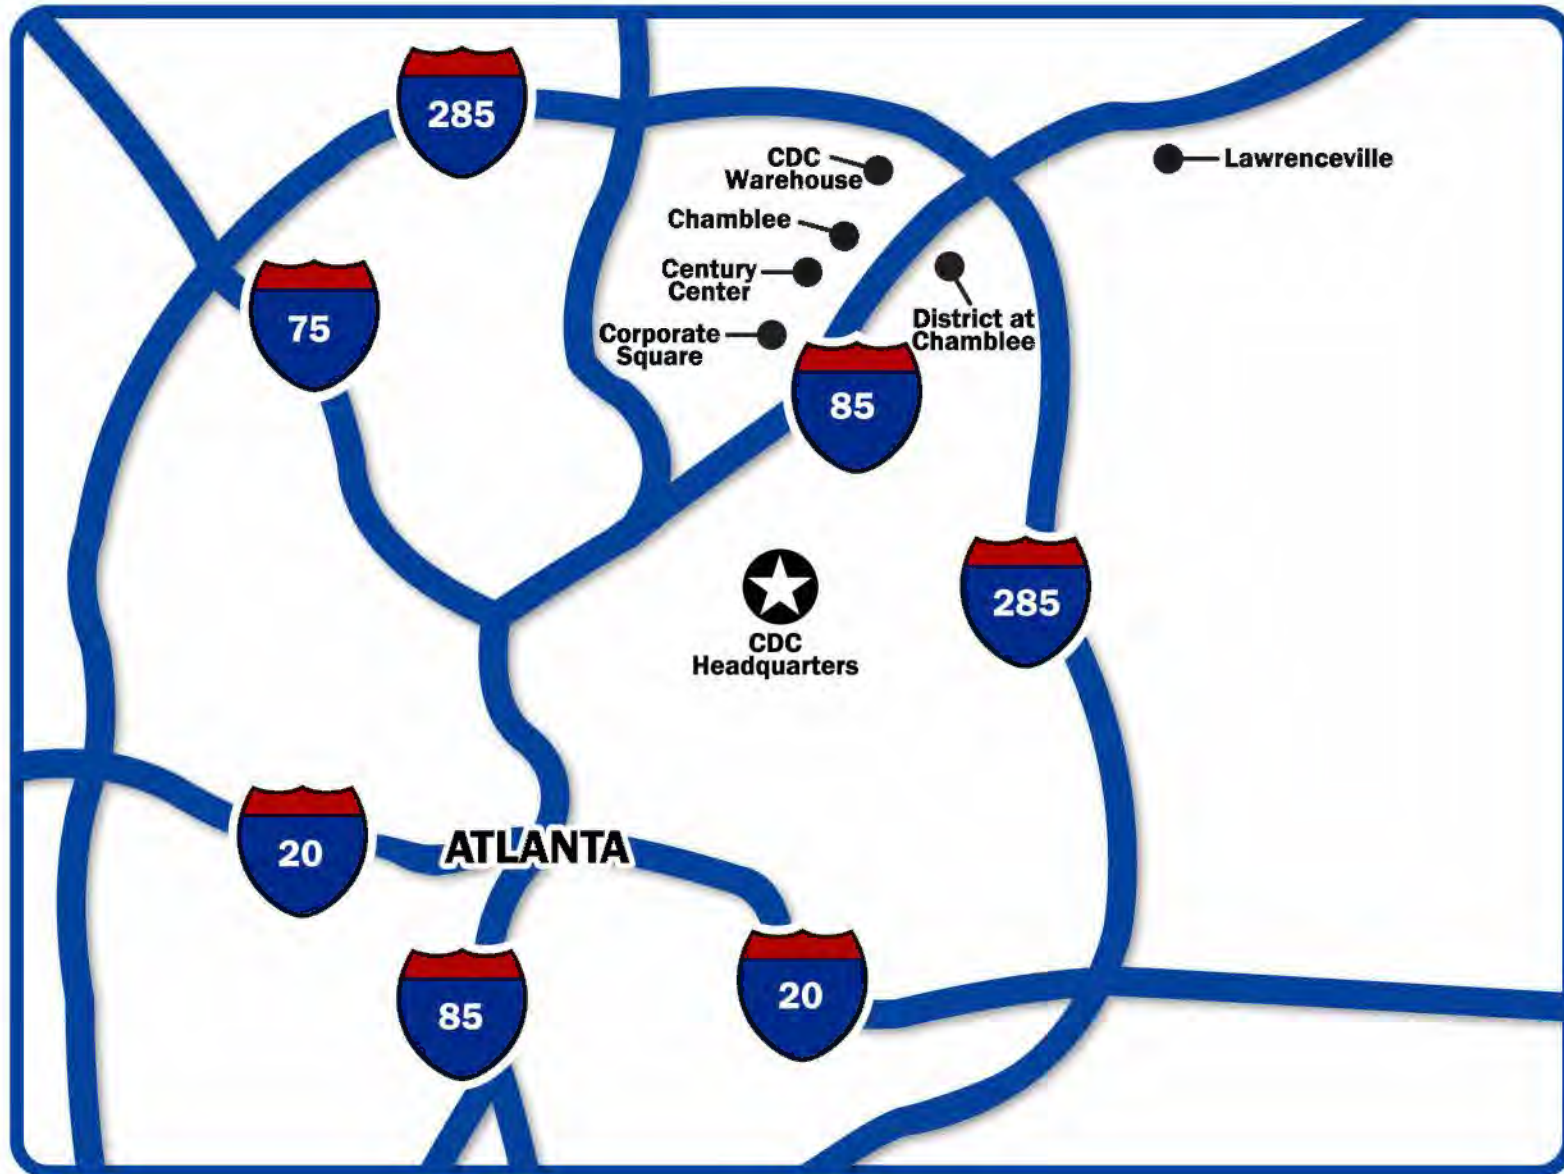 285
CDC
Warehouse
Lawrenceville
Chamblee
Century
Center
75
District at
Chamblee
Corporate
Square
85
285
CDC
Headquarters
20
ATLANTA
20
85